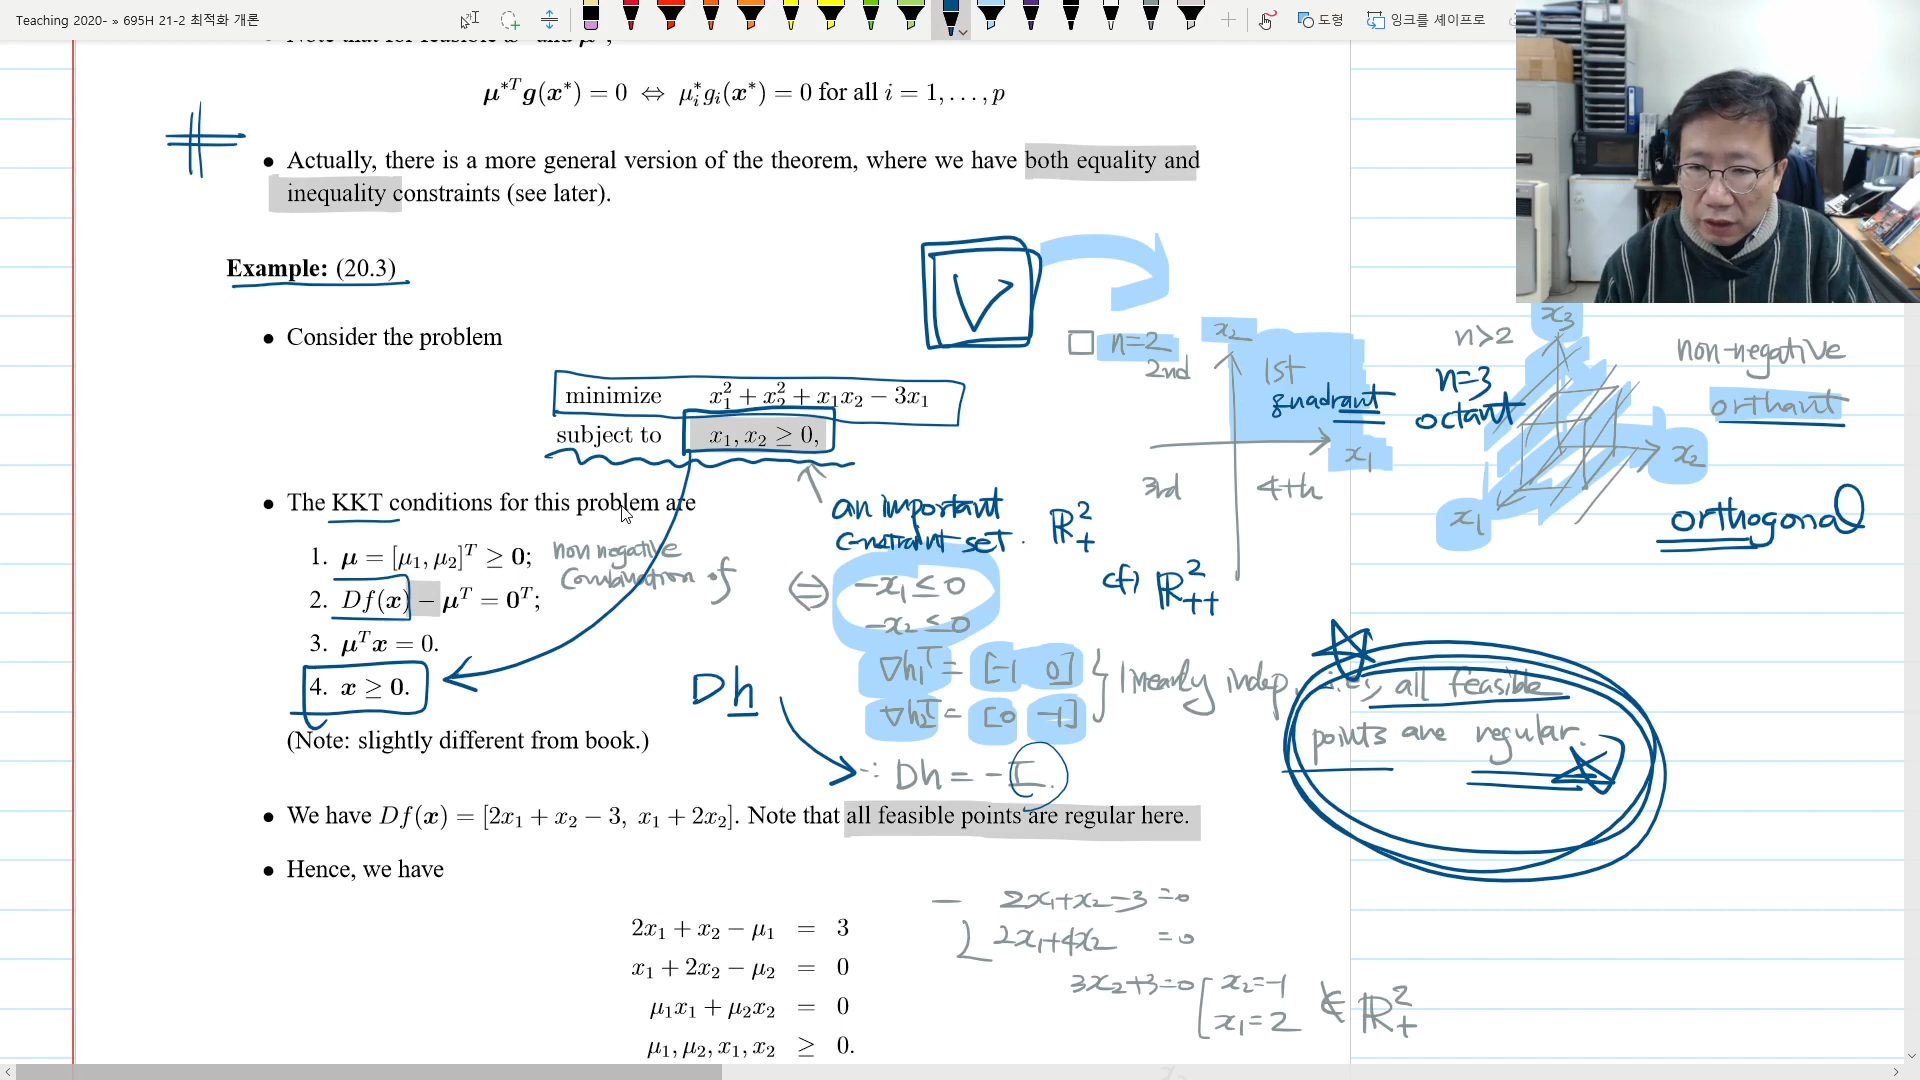 Teaching 2020- » 695H 21-2 최적화 개론
도형
잉크를 셰이프로
μ*ᵀg(x*) = 0 ⇔ μᵢ*gᵢ(x*) = 0 for all i = 1, . . . , p
• Actually, there is a more general version of the theorem, where we have both equality and
inequality constraints (see later).
Example: (20.3)
• Consider the problem
minimize x₁² + x₂² + x₁x₂ − 3x₁
subject to x₁, x₂ ≥ 0,
□ n=2
2nd
x₂
1st
quadrant
x₁
3rd
4th
n>2
n=3
octant
x₃
x₂
x₁
non-negative
orthant
orthogonal
• The KKT conditions for this problem are
1. μ = [μ₁, μ₂]ᵀ ≥ 0;
2. Df(x) − μᵀ = 0ᵀ;
3. μᵀx = 0.
4. x ≥ 0.
(Note: slightly different from book.)
non negative
combination of
an important
constraint set. ℝ²₊
cf) ℝ²₊₊
⇔ −x₁ ≤ 0
−x₂ ≤ 0
∇h₁ᵀ = [−1 0]
∇h₂ᵀ = [0 −1]
linearly indep, i.e., all feasible
points are regular.
Dh
∴ Dh = −I.
• We have Df(x) = [2x₁ + x₂ − 3, x₁ + 2x₂]. Note that all feasible points are regular here.
• Hence, we have
2x₁ + x₂ − μ₁ = 3
x₁ + 2x₂ − μ₂ = 0
μ₁x₁ + μ₂x₂ = 0
μ₁, μ₂, x₁, x₂ ≥ 0.
− 2x₁+x₂−3 =0
2x₁+4x₂ =0
3x₂+3=0 [ x₂=−1
x₁=2 ∉ ℝ²₊